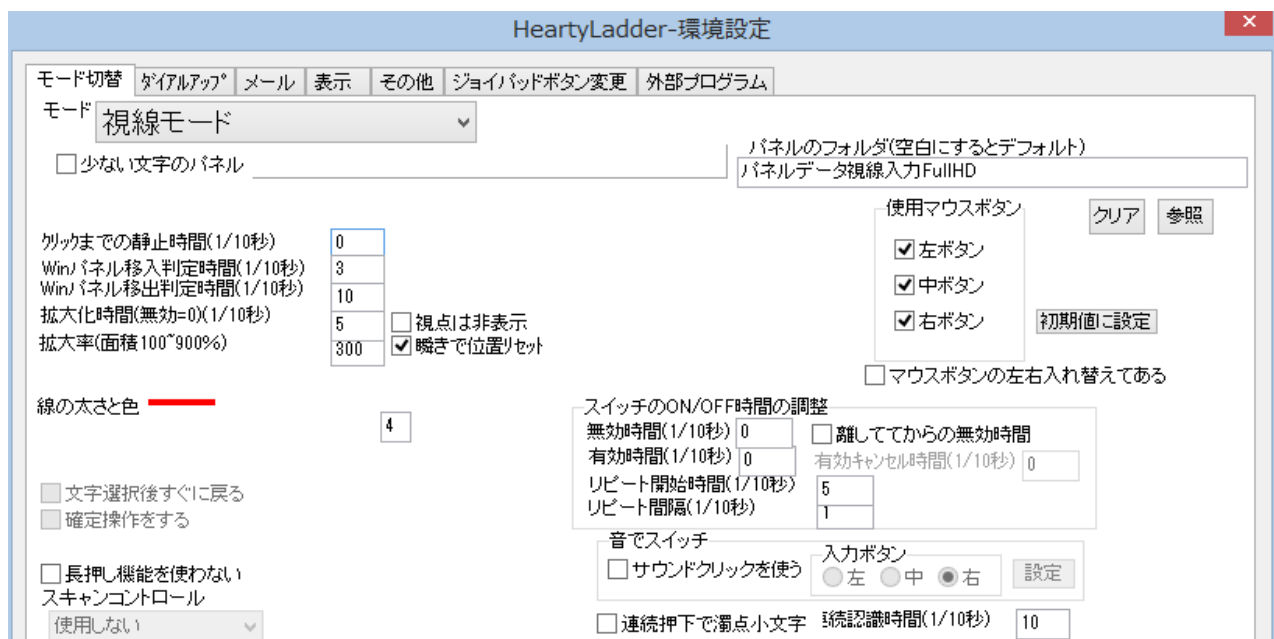 HeartyLadder-環境設定
モード切替 ﾀﾞｲｱﾙｱｯﾌﾟ メール 表示 その他 ジョイパッドボタン変更 外部プログラム
モード 視線モード
少ない文字のパネル
パネルのフォルダ(空白にするとデフォルト)
パネルデータ視線入力FullHD
使用マウスボタン
クリア 参照
左ボタン
中ボタン
右ボタン
初期値に設定
マウスボタンの左右入れ替えてある
ｸﾘｯｸまでの静止時間(1/10秒) 0
Winﾊﾟﾈﾙ移入判定時間(1/10秒) 3
Winﾊﾟﾈﾙ移出判定時間(1/10秒) 10
拡大化時間(無効=0)(1/10秒) 5 視点は非表示
拡大率(面積100~900%) 300 瞬きで位置ﾘｾｯﾄ
線の太さと色
4
スイッチのON/OFF時間の調整
無効時間(1/10秒) 0 離しててからの無効時間
有効時間(1/10秒) 0 有効ｷｬﾝｾﾙ時間(1/10秒) 0
リピート開始時間(1/10秒) 5
リピート間隔(1/10秒) 1
文字選択後すぐに戻る
確定操作をする
音でスイッチ
サウンドクリックを使う
入力ボタン
左 中 右
設定
長押し機能を使わない
スキャンコントロール
使用しない
連続押下で濁点小文字
続認識時間(1/10秒) 10